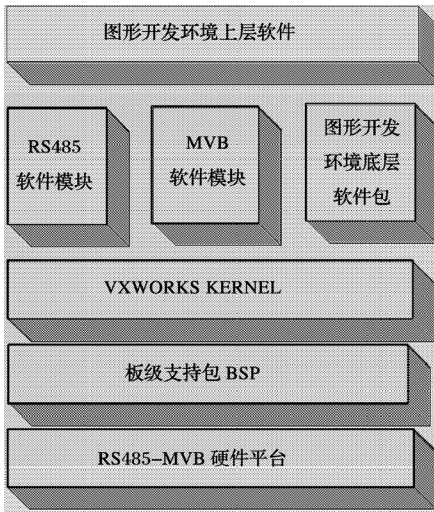 图形开发环境上层软件
RS485
软件模块
MVB
软件模块
图形开发
环境底层
软件包
VXWORKS KERNEL
板级支持包 BSP
RS485-MVB 硬件平台